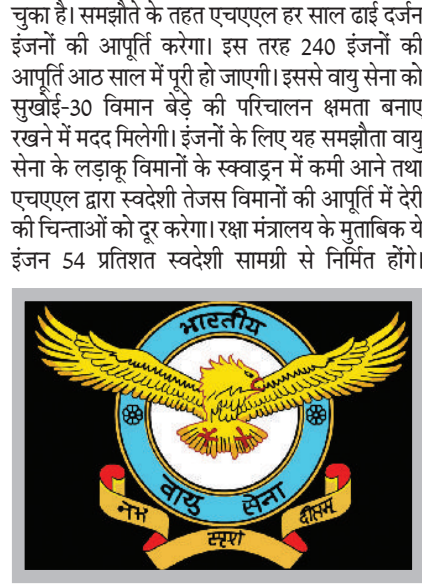 चुका है। समझौते के तहत एचएएल हर साल ढाई दर्जन
इंजनों की आपूर्ति करेगा। इस तरह 240 इंजनों की
आपूर्ति आठ साल में पूरी हो जाएगी। इससे वायु सेना को
सुखोई-30 विमान बेड़े की परिचालन क्षमता बनाए
रखने में मदद मिलेगी। इंजनों के लिए यह समझौता वायु
सेना के लड़ाकू विमानों के स्क्वाड्रन में कमी आने तथा
एचएएल द्वारा स्वदेशी तेजस विमानों की आपूर्ति में देरी
की चिन्ताओं को दूर करेगा। रक्षा मंत्रालय के मुताबिक ये
इंजन 54 प्रतिशत स्वदेशी सामग्री से निर्मित होंगे।
भारतीय
वायु सेना
नभ स्पृशं दीप्तम्